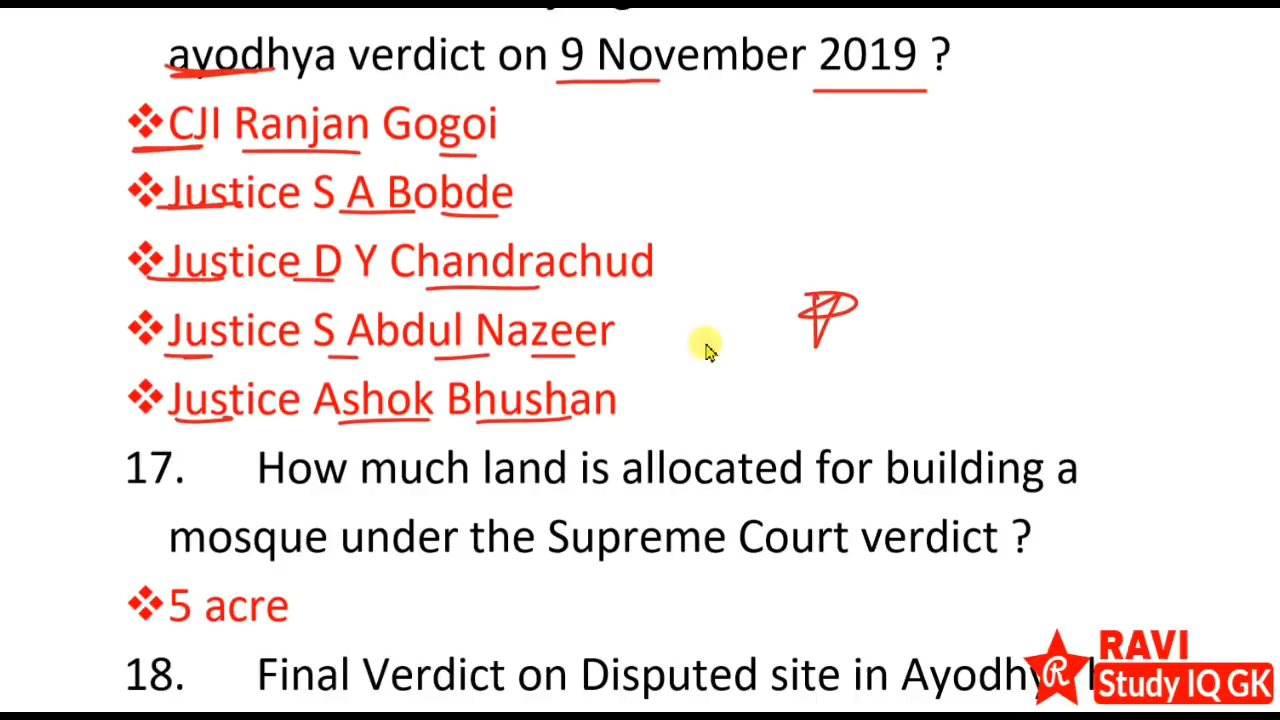 ayodhya verdict on 9 November 2019 ?
❖CJI Ranjan Gogoi
❖Justice S A Bobde
❖Justice D Y Chandrachud
❖Justice S Abdul Nazeer
❖Justice Ashok Bhushan
17. How much land is allocated for building a
mosque under the Supreme Court verdict ?
❖5 acre
18. Final Verdict on Disputed site in
RAVI
R
Study IQ GK